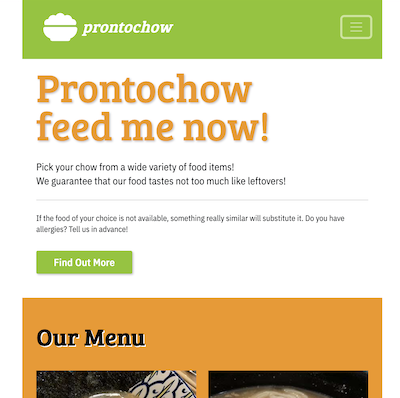 prontochow
Prontochow
feed me now!
Pick your chow from a wide variety of food items!
We guarantee that our food tastes not too much like leftovers!
If the food of your choice is not available, something really similar will substitute it. Do you have
allergies? Tell us in advance!
Find Out More
Our Menu